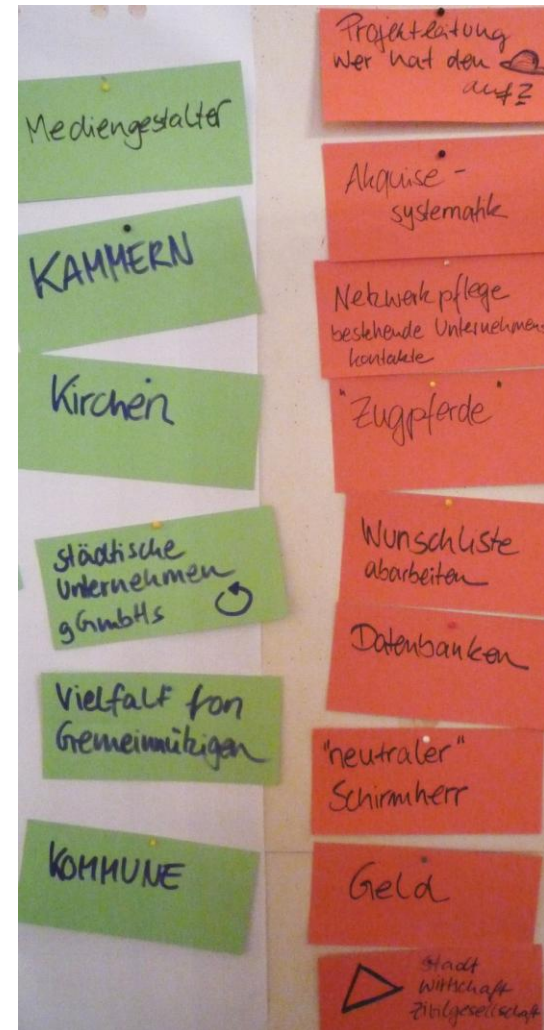 Mediengestalter
KAMMERN
Kirchen
städtische
Unternehmen
gGmbHs
Vielfalt fon
Gemeinnützigen
KOMMUNE
Projektleitung
Wer hat den
auf?
Akquise -
systematik
Netzwerkpflege
bestehende Unternehmens
kontakte
"Zugpferde"
Wunschliste
abarbeiten
Datenbanken
"neutraler"
Schirmherr
Geld
Stadt
Wirtschaft
Zivilgesellschaft